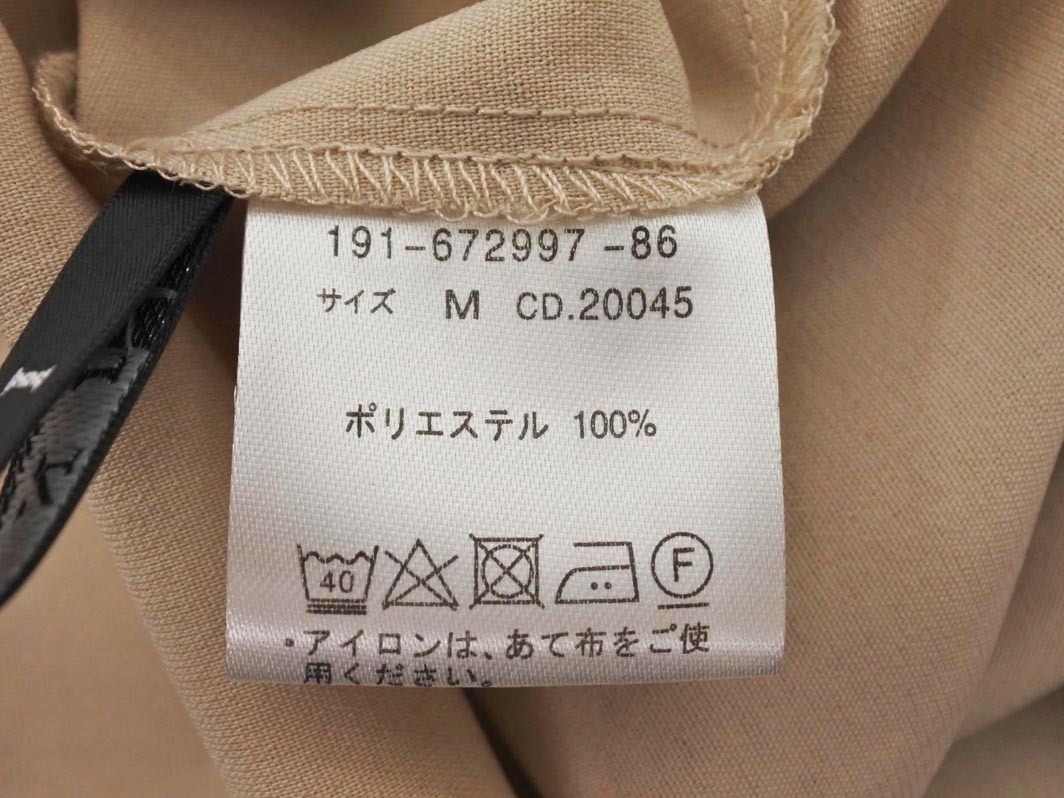 191-672997-86
サイズ M CD.20045
ポリエステル 100%
40 F
・アイロンは、あて布をご使
用ください。